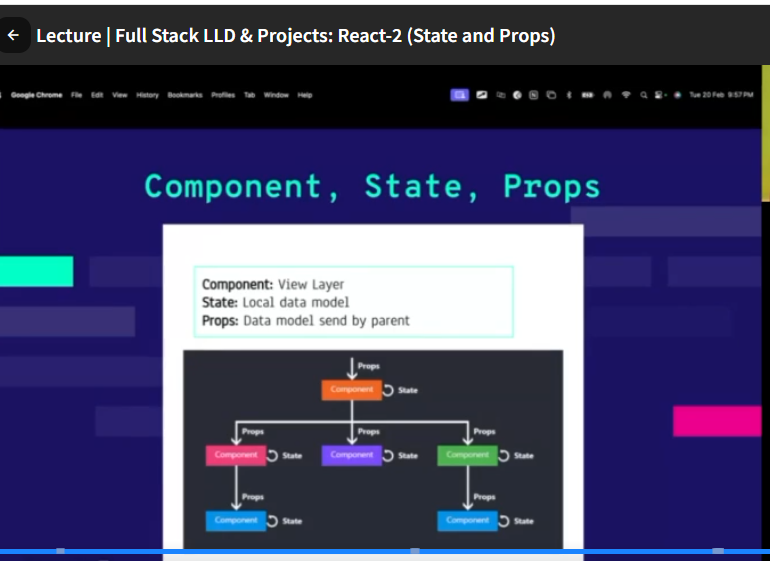 Lecture | Full Stack LLD & Projects: React-2 (State and Props)
Google Chrome File Edit View History Bookmarks Profiles Tab Window Help Tue 20 Feb 9:57 PM
Component, State, Props
Component: View Layer
State: Local data model
Props: Data model send by parent
Props
Component State
Props Props Props
Component State Component State Component State
Props Props
Component State Component State